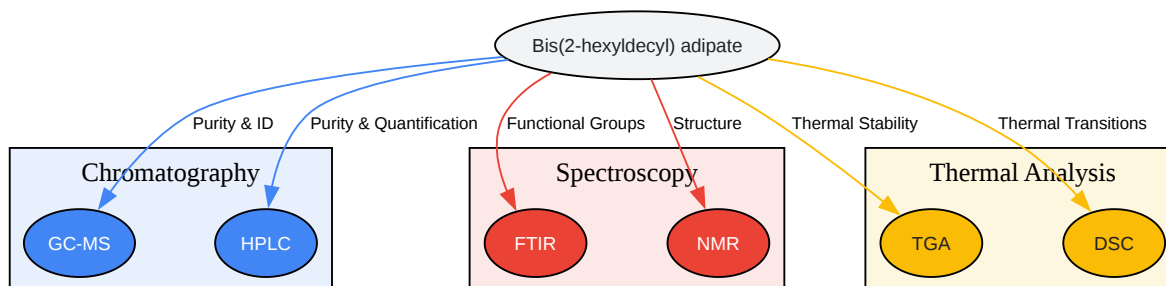 Bis(2-hexyldecyl) adipate
Purity & ID
Purity & Quantification
Functional Groups
Structure
Thermal Stability
Thermal Transitions
Chromatography
Spectroscopy
Thermal Analysis
GC-MS
HPLC
FTIR
NMR
TGA
DSC